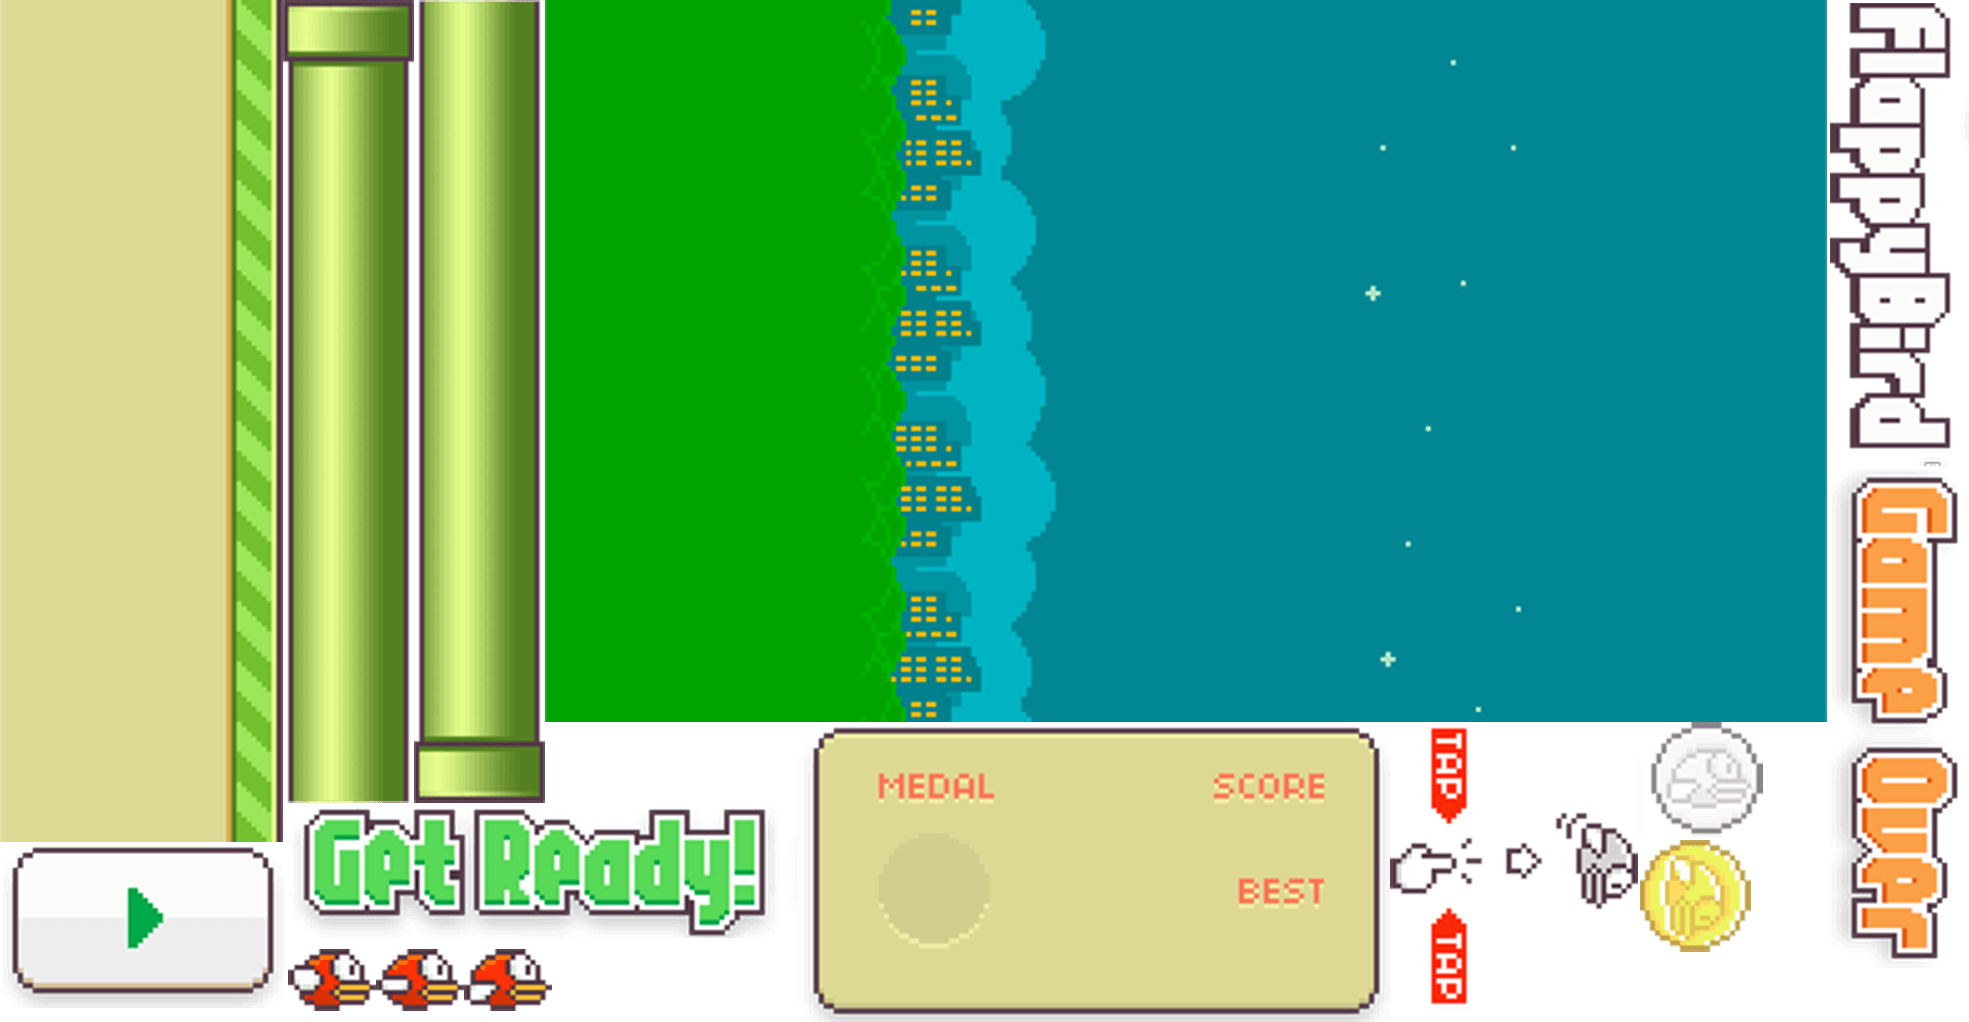 FlappyBird
Game Over
MEDAL SCORE
BEST
TAP
TAP
Get Ready!